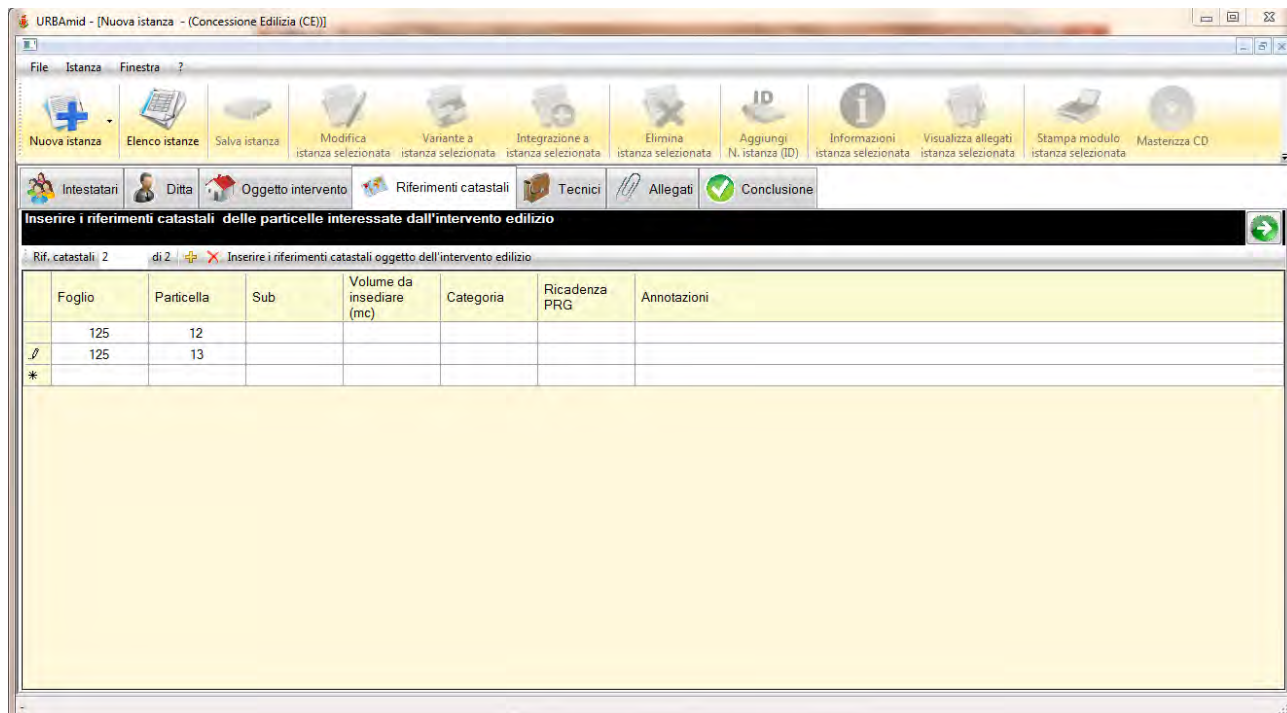 URBAmid - [Nuova istanza - (Concessione Edilizia (CE))]
File Istanza Finestra ?
Nuova istanza
Elenco istanze
Salva istanza
Modifica
istanza selezionata
Variante a
istanza selezionata
Integrazione a
istanza selezionata
Elimina
istanza selezionata
ID
Aggiungi
N. istanza (ID)
Informazioni
istanza selezionata
Visualizza allegati
istanza selezionata
Stampa modulo
istanza selezionata
Masterizza CD
Intestatari Ditta Oggetto intervento Riferimenti catastali Tecnici Allegati Conclusione
Inserire i riferimenti catastali delle particelle interessate dall'intervento edilizio
Rif. catastali 2 di 2 Inserire i riferimenti catastali oggetto dell'intervento edilizio
Foglio Particella Sub Volume da insediare (mc) Categoria Ricadenza PRG Annotazioni
125 12
125 13
*